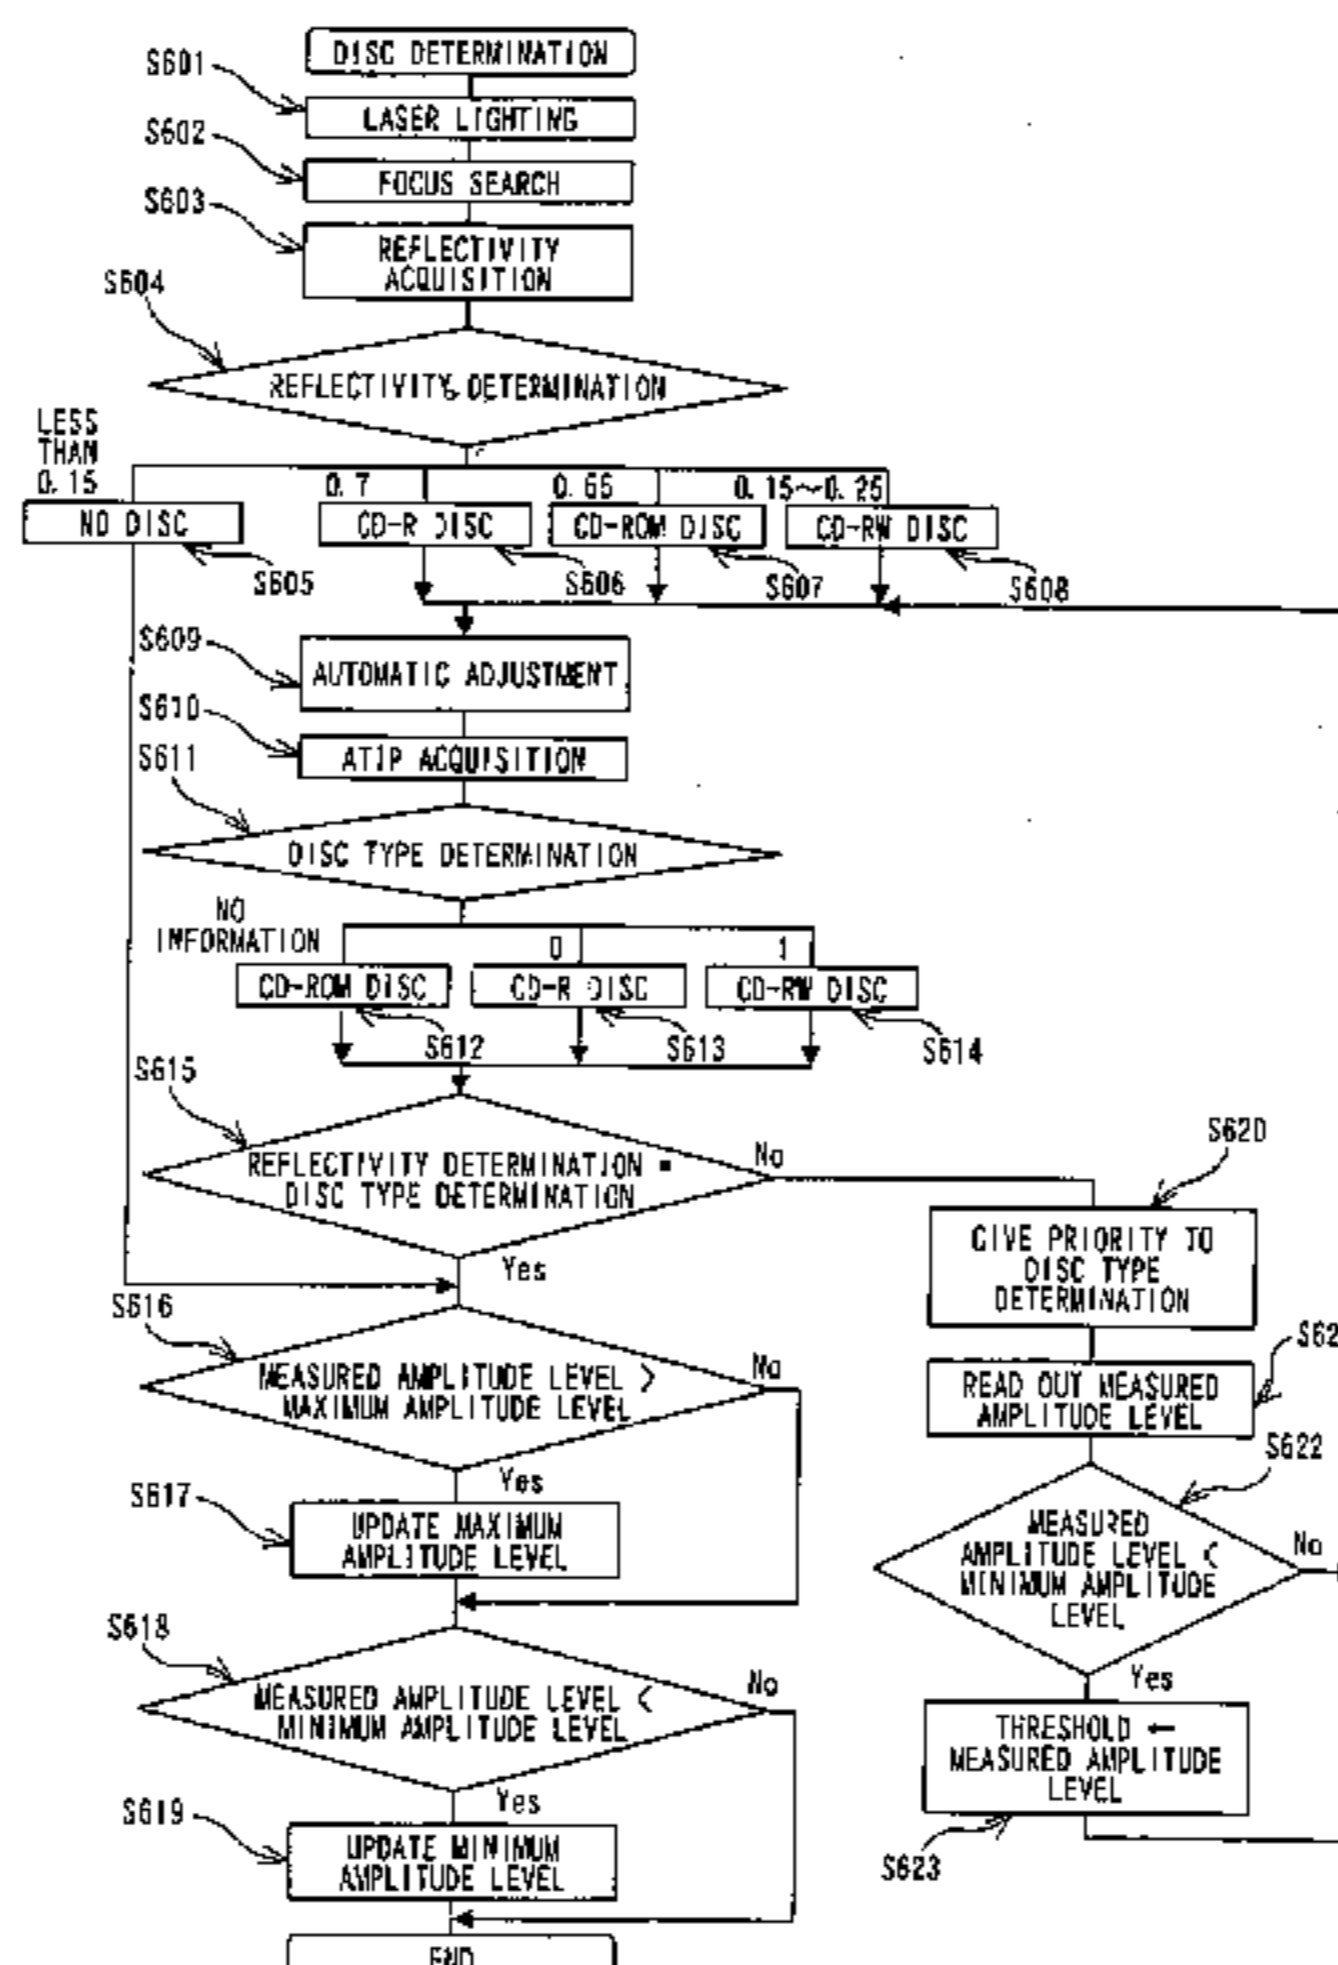 DISC DETERMINATION
S601
LASER LIGHTING
S602
FOCUS SEARCH
S603
REFLECTIVITY
ACQUISITION
S604
REFLECTIVITY DETERMINATION
LESS
THAN
0.15
0.7
0.66
0.15~0.25
NO DISC
CD-R DISC
CD-ROM DISC
CD-RW DISC
S605
S606
S607
S608
S609
AUTOMATIC ADJUSTMENT
S610
ATIP ACQUISITION
S611
DISC TYPE DETERMINATION
NO
INFORMATION
0
1
CD-ROM DISC
CD-R DISC
CD-RW DISC
S612
S613
S614
S615
REFLECTIVITY DETERMINATION =
DISC TYPE DETERMINATION
No
Yes
S620
GIVE PRIORITY TO
DISC TYPE
DETERMINATION
S616
MEASURED AMPLITUDE LEVEL >
MAXIMUM AMPLITUDE LEVEL
No
Yes
S62
READ OUT MEASURED
AMPLITUDE LEVEL
S617
UPDATE MAXIMUM
AMPLITUDE LEVEL
S622
MEASURED
AMPLITUDE LEVEL <
MINIMUM AMPLITUDE
LEVEL
No
Yes
S618
MEASURED AMPLITUDE LEVEL <
MINIMUM AMPLITUDE LEVEL
No
Yes
THRESHOLD ←
MEASURED AMPLITUDE
LEVEL
S623
S619
UPDATE MINIMUM
AMPLITUDE LEVEL
END